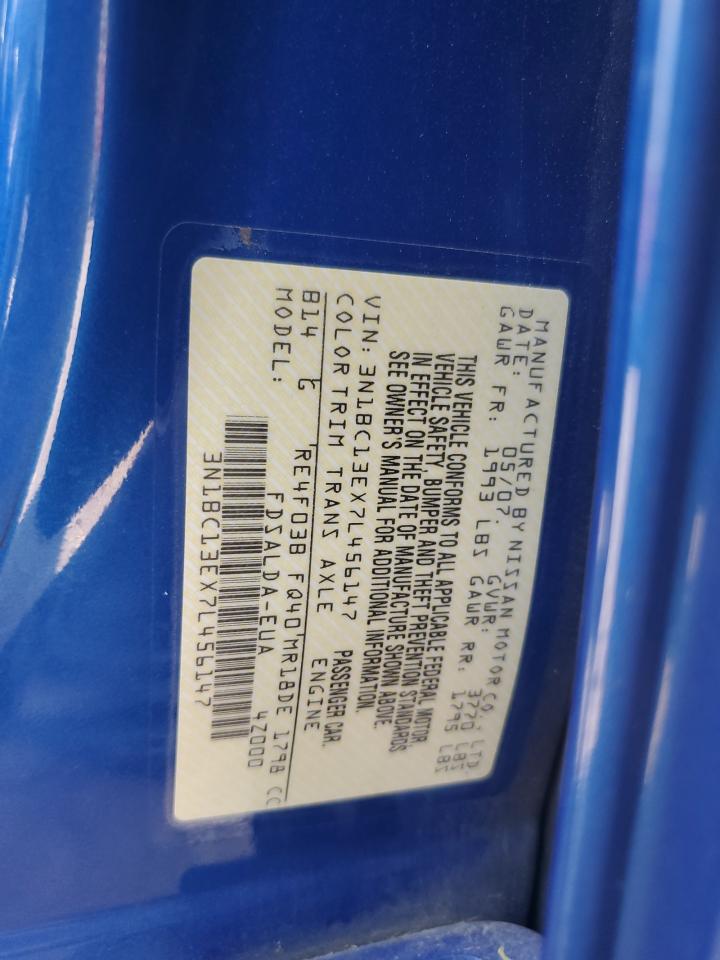 MANUFACTURED BY NISSAN MOTOR CO., LTD.
DATE: 05/07. GVWR: 3770 LBS
GAWR FR: 1993 LBS GAWR RR: 1795 LBS
THIS VEHICLE CONFORMS TO ALL APPLICABLE FEDERAL MOTOR
VEHICLE SAFETY, BUMPER AND THEFT PREVENTION STANDARDS
IN EFFECT ON THE DATE OF MANUFACTURE SHOWN ABOVE.
SEE OWNER'S MANUAL FOR ADDITIONAL INFORMATION.
VIN: 3N1BC13EX7L456147 PASSENGER CAR.
COLOR TRIM TRANS AXLE ENGINE
B14 G RE4F03B FQ40 MR18DE 1798 CC
MODEL: FDSALDA-EUA 4Z000
3N1BC13EX7L456147